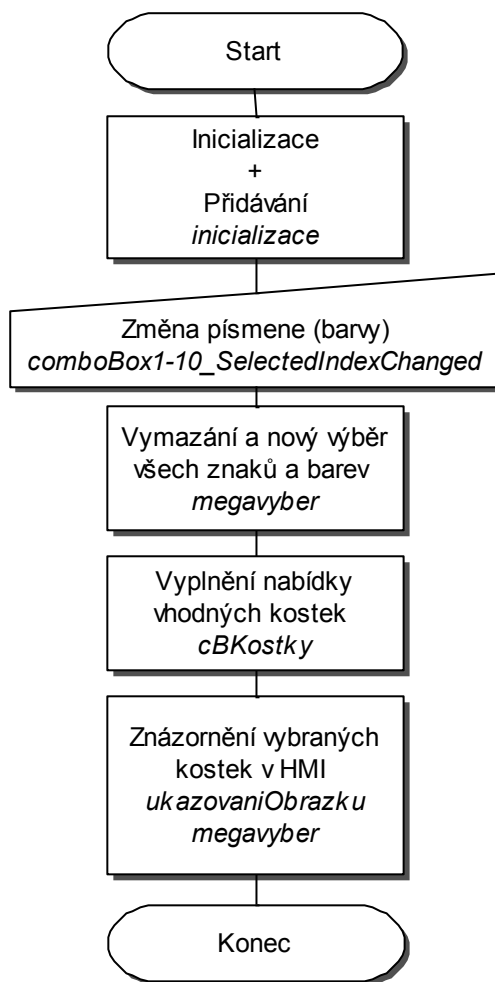 Start
Inicializace
+
Přidávání
inicializace
Změna písmene (barvy)
comboBox1-10_SelectedIndexChanged
Vymazání a nový výběr
všech znaků a barev
megavyber
Vyplnění nabídky
vhodných kostek
cBKostky
Znázornění vybraných
kostek v HMI
ukazovaniObrazku
megavyber
Konec